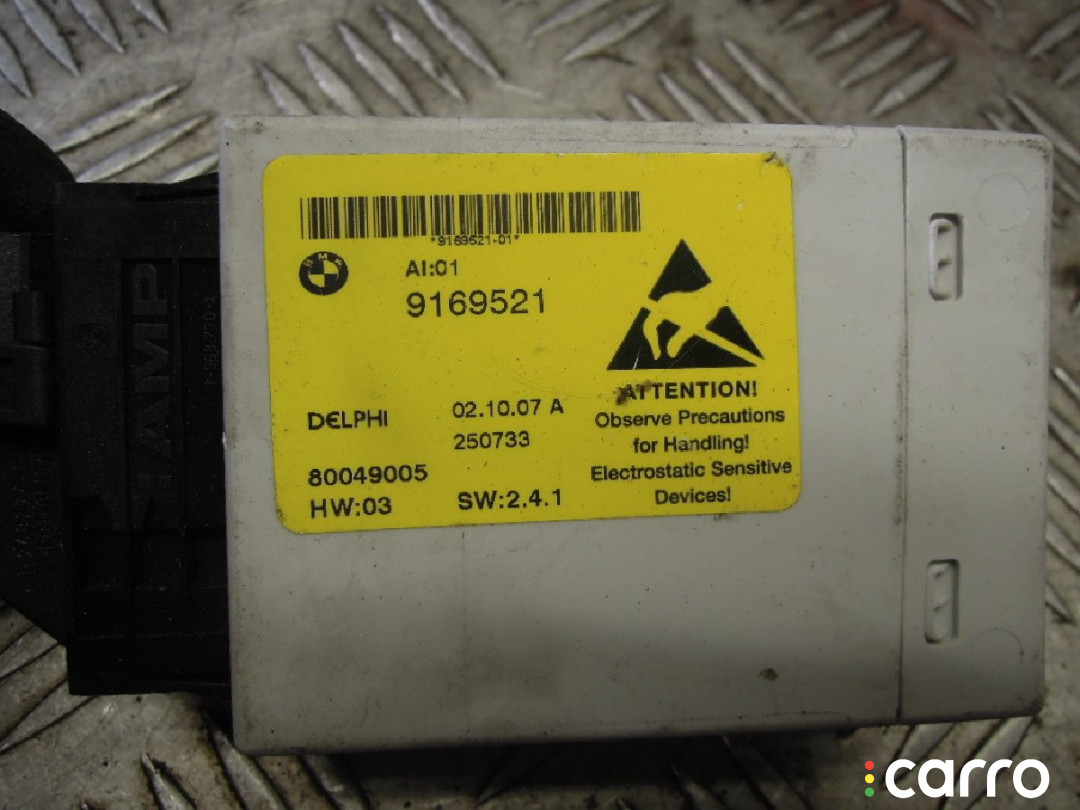 *9169521-01*
BMW
AI:01
9169521
DELPHI
02.10.07 A
250733
80049005
HW:03
SW:2.4.1
ATTENTION!
Observe Precautions
for Handling!
Electrostatic Sensitive
Devices!
AMP
carro